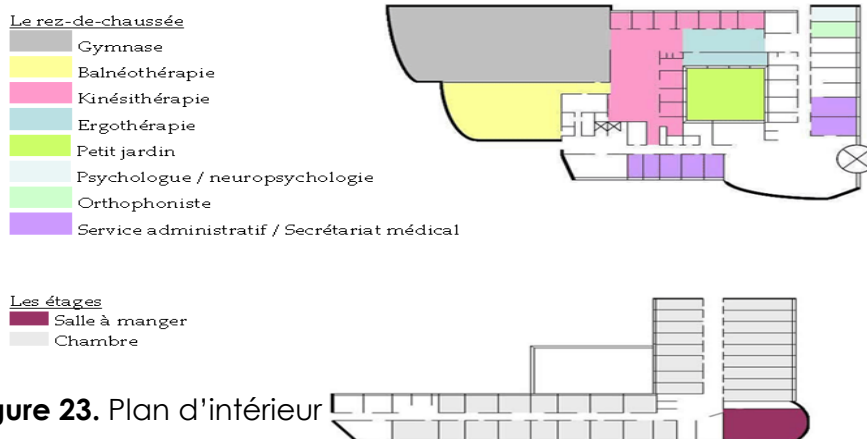 Le rez-de-chaussée
Gymnase
Balnéothérapie
Kinésithérapie
Ergothérapie
Petit jardin
Psychologue / neuropsychologie
Orthophoniste
Service administratif / Secrétariat médical
Les étages
Salle à manger
Chambre
gure 23. Plan d'intérieur